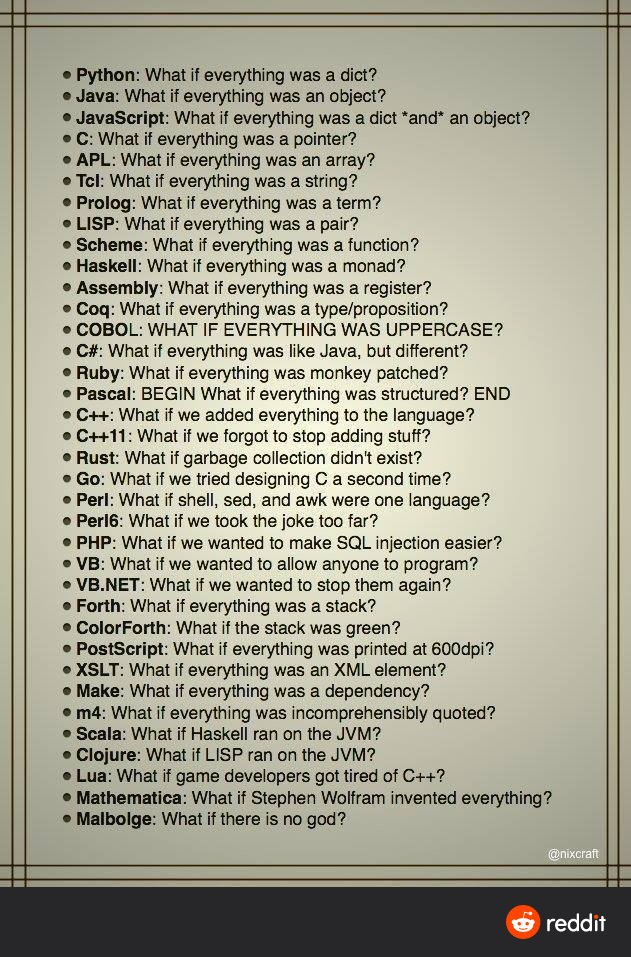 • Python: What if everything was a dict?
• Java: What if everything was an object?
• JavaScript: What if everything was a dict *and* an object?
• C: What if everything was a pointer?
• APL: What if everything was an array?
• Tcl: What if everything was a string?
• Prolog: What if everything was a term?
• LISP: What if everything was a pair?
• Scheme: What if everything was a function?
• Haskell: What if everything was a monad?
• Assembly: What if everything was a register?
• Coq: What if everything was a type/proposition?
• COBOL: WHAT IF EVERYTHING WAS UPPERCASE?
• C#: What if everything was like Java, but different?
• Ruby: What if everything was monkey patched?
• Pascal: BEGIN What if everything was structured? END
• C++: What if we added everything to the language?
• C++11: What if we forgot to stop adding stuff?
• Rust: What if garbage collection didn't exist?
• Go: What if we tried designing C a second time?
• Perl: What if shell, sed, and awk were one language?
• Perl6: What if we took the joke too far?
• PHP: What if we wanted to make SQL injection easier?
• VB: What if we wanted to allow anyone to program?
• VB.NET: What if we wanted to stop them again?
• Forth: What if everything was a stack?
• ColorForth: What if the stack was green?
• PostScript: What if everything was printed at 600dpi?
• XSLT: What if everything was an XML element?
• Make: What if everything was a dependency?
• m4: What if everything was incomprehensibly quoted?
• Scala: What if Haskell ran on the JVM?
• Clojure: What if LISP ran on the JVM?
• Lua: What if game developers got tired of C++?
• Mathematica: What if Stephen Wolfram invented everything?
• Malbolge: What if there is no god?
@nixcraft
reddit